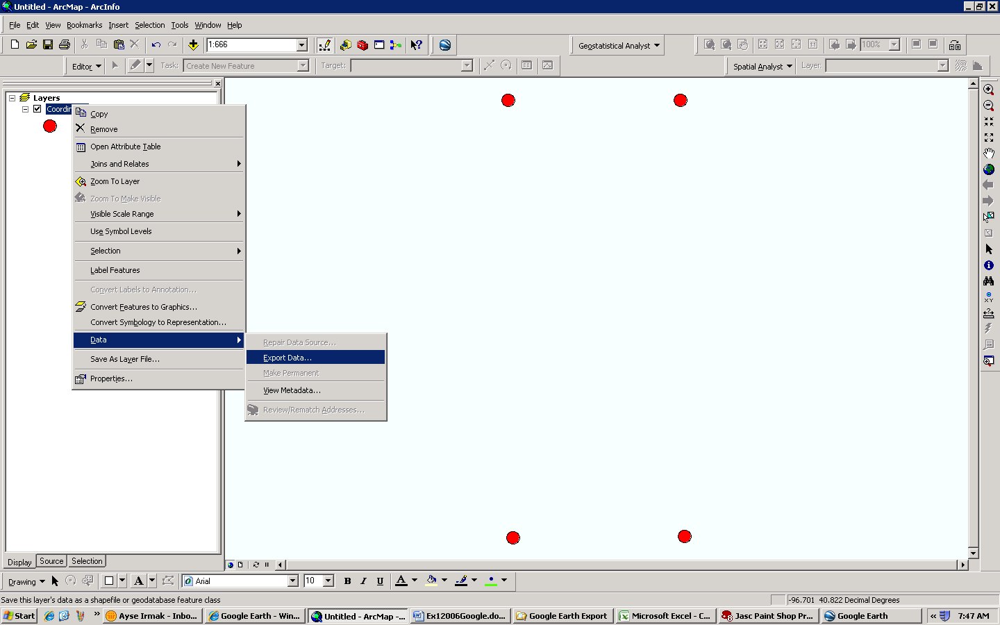 Untitled - ArcMap - ArcInfo
File Edit View Bookmarks Insert Selection Tools Window Help
1:666
Geostatistical Analyst
100%
Editor
Task: Create New Feature
Target:
Spatial Analyst
Layer:
Layers
Coordin
Copy
Remove
Open Attribute Table
Joins and Relates
Zoom To Layer
Zoom To Make Visible
Visible Scale Range
Use Symbol Levels
Selection
Label Features
Convert Labels to Annotation...
Convert Features to Graphics...
Convert Symbology to Representation...
Data
Save As Layer File...
Properties...
Repair Data Source...
Export Data...
Make Permanent
View Metadata...
Review/Rematch Addresses...
XY
Display Source Selection
Drawing
A
Arial
10
B I U A
Save this layer's data as a shapefile or geodatabase feature class
-96.701 40.822 Decimal Degrees
Start
»
Ayse Irmak - Inbo...
Google Earth - Win...
Untitled - ArcMap -...
Ex12006Google.do...
Google Earth Export
Microsoft Excel - C...
Jasc Paint Shop Pr...
Google Earth
«
7:47 AM